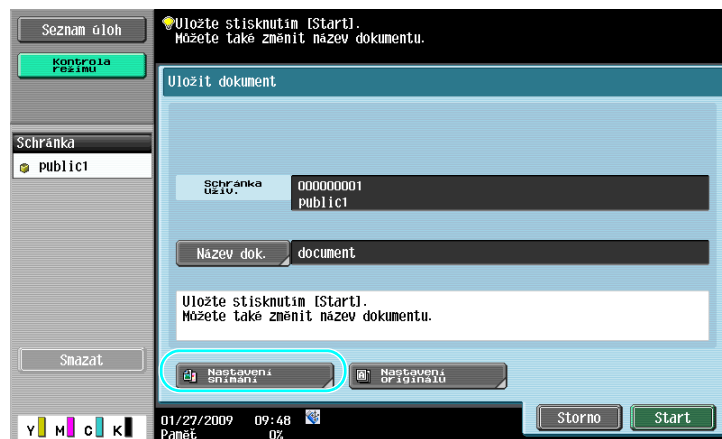 Seznam úloh
Kontrola
režimu
Uložte stisknutím [Start].
Můžete také změnit název dokumentu.
Uložit dokument
Schránka
public1
Schránka
uživ.
000000001
public1
Název dok.
document
Uložte stisknutím [Start].
Můžete také změnit název dokumentu.
Smazat
Nastavení
snímání
Nastavení
originálu
01/27/2009 09:48
Paměť 0%
Storno
Start
Y M C K